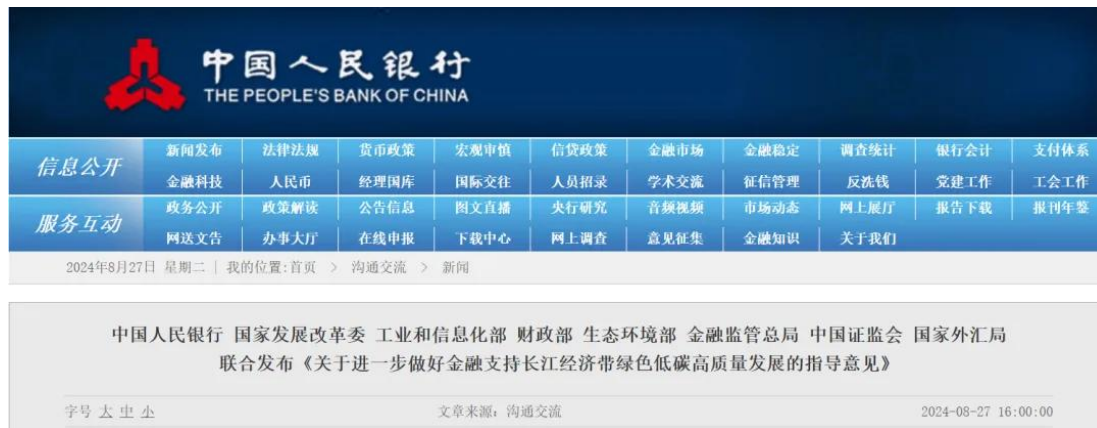 中国人民银行
THE PEOPLE'S BANK OF CHINA
信息公开
新闻发布 法律法规 货币政策 宏观审慎 信贷政策 金融市场 金融稳定 调查统计 银行会计 支付体系
金融科技 人民币 经理国库 国际交往 人员招录 学术交流 征信管理 反洗钱 党建工作 工会工作
服务互动
政务公开 政策解读 公告信息 图文直播 央行研究 音频视频 市场动态 网上展厅 报告下载 报刊年鉴
网送文告 办事大厅 在线申报 下载中心 网上调查 意见征集 金融知识 关于我们
2024年8月27日 星期二 | 我的位置:首页 > 沟通交流 > 新闻
中国人民银行 国家发展改革委 工业和信息化部 财政部 生态环境部 金融监管总局 中国证监会 国家外汇局
联合发布《关于进一步做好金融支持长江经济带绿色低碳高质量发展的指导意见》
字号 大 中 小 文章来源：沟通交流 2024-08-27 16:00:00